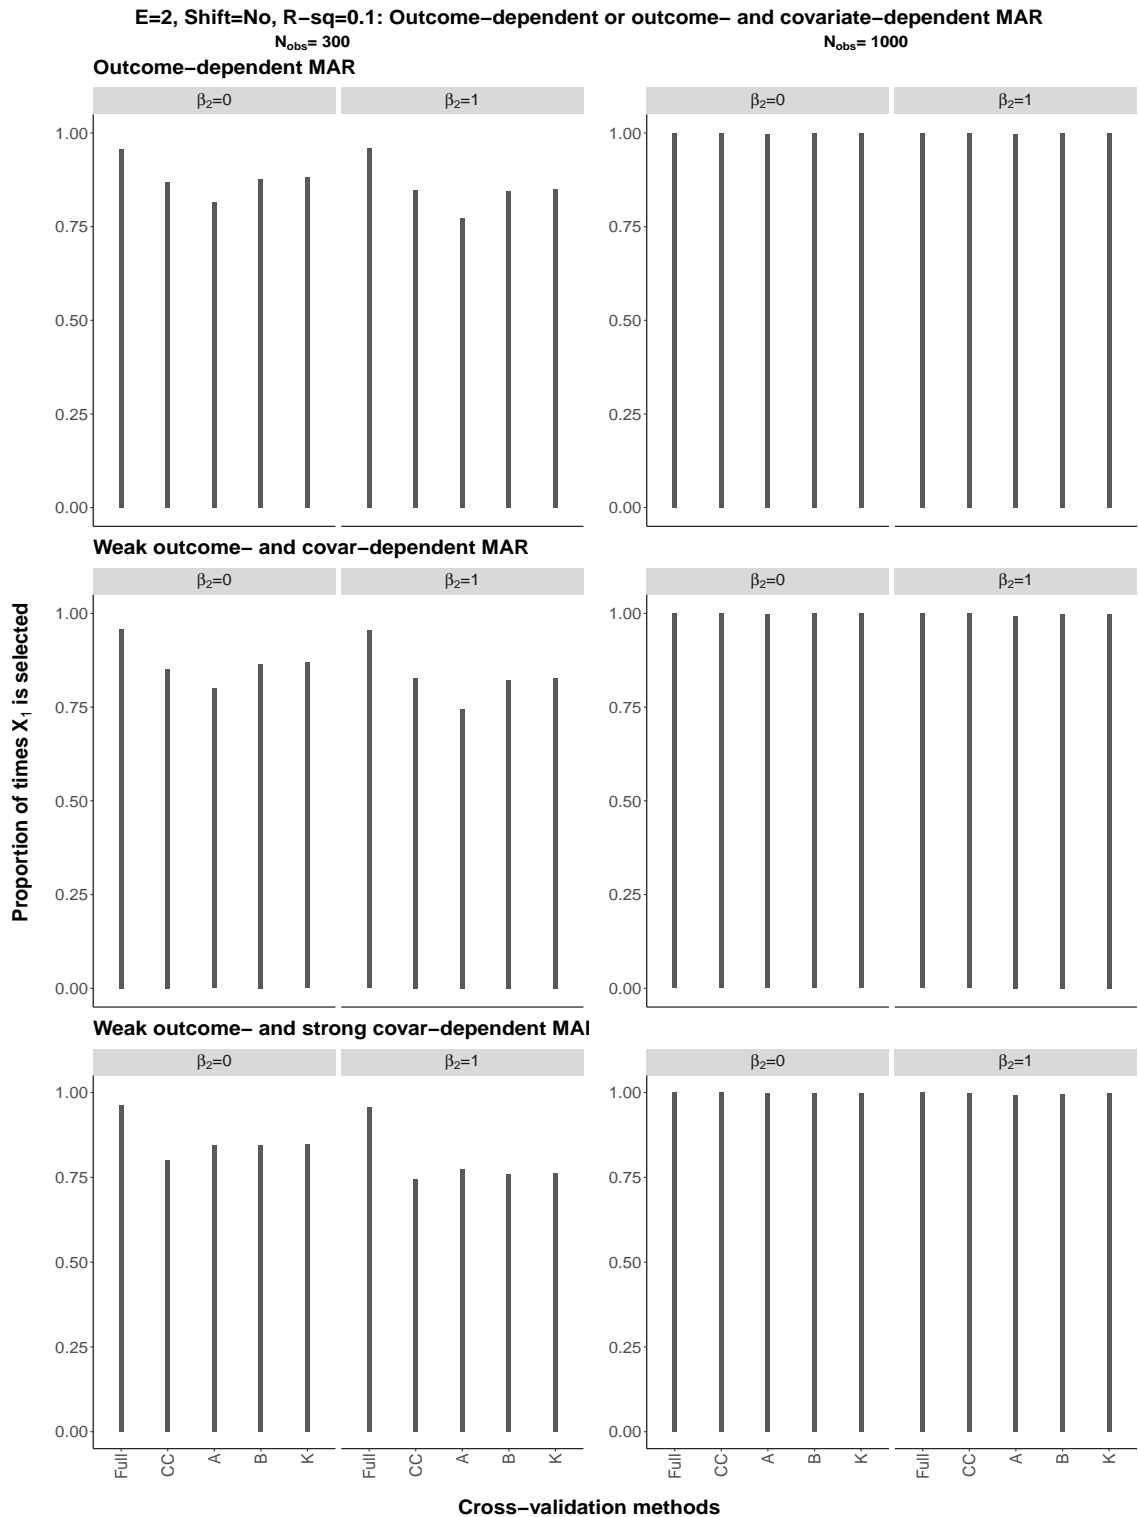 E=2, Shift=No, R−sq=0.1: Outcome−dependent or outcome− and covariate−dependent MAR
Nobs= 300
Nobs= 1000
Outcome−dependent MAR
β2=0
β2=1
β2=0
β2=1
1.00
0.75
0.50
0.25
0.00
1.00
0.75
0.50
0.25
0.00
Weak outcome− and covar−dependent MAR
β2=0
β2=1
β2=0
β2=1
1.00
0.75
0.50
0.25
0.00
1.00
0.75
0.50
0.25
0.00
Proportion of times X1 is selected
Weak outcome− and strong covar−dependent MA
β2=0
β2=1
β2=0
β2=1
1.00
0.75
0.50
0.25
0.00
1.00
0.75
0.50
0.25
0.00
Full CC A B K
Full CC A B K
Full CC A B K
Full CC A B K
Cross−validation methods